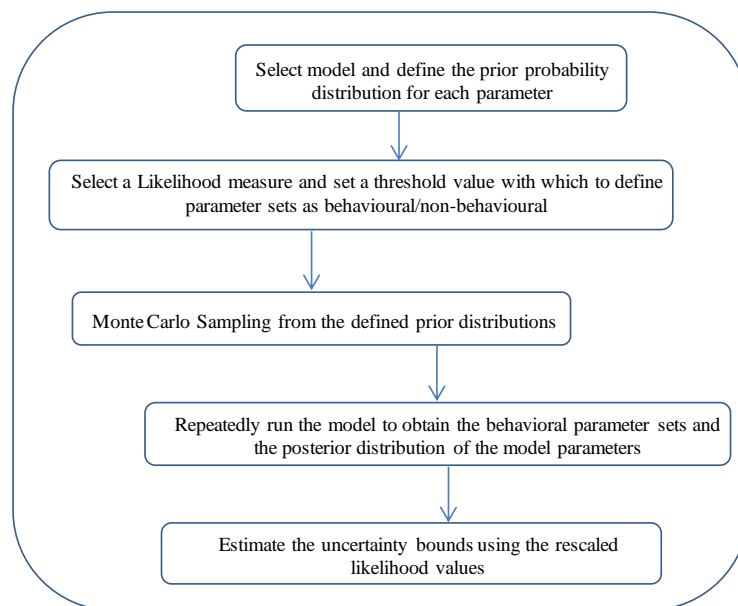 Select model and define the prior probability
distribution for each parameter
Select a Likelihood measure and set a threshold value with which to define
parameter sets as behavioural/non-behavioural
Monte Carlo Sampling from the defined prior distributions
Repeatedly run the model to obtain the behavioral parameter sets and
the posterior distribution of the model parameters
Estimate the uncertainty bounds using the rescaled
likelihood values